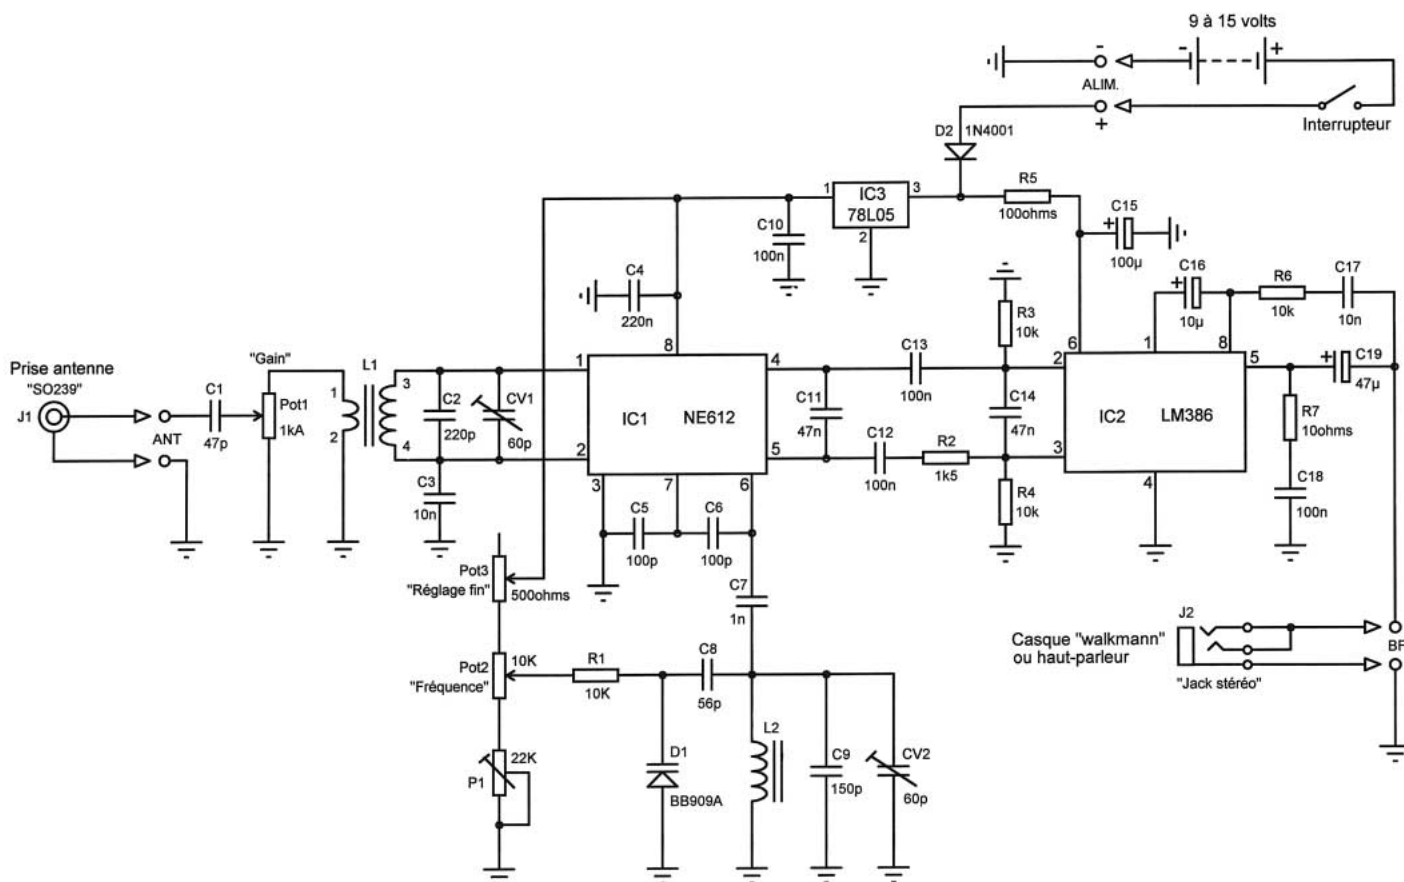 9 à 15 volts
-
-
+
ALIM.
+
Interrupteur
D2
1N4001
1
IC3
3
78L05
2
R5
100ohms
C15
+
100µ
C10
100n
C4
220n
C16
+
10µ
R6
10k
C17
10n
R3
10k
8
6
1
8
Prise antenne
"SO239"
J1
ANT
C1
47p
"Gain"
Pot1
1kA
L1
1
2
3
4
C2
220p
CV1
60p
C3
10n
1
2
IC1
NE612
4
5
3
7
6
C5
100p
C6
100p
C13
100n
C11
47n
C12
100n
R2
1k5
C14
47n
R4
10k
2
3
IC2
LM386
4
5
+
C19
47µ
R7
10ohms
C18
100n
Pot3
"Réglage fin"
500ohms
C7
1n
Pot2
10K
"Fréquence"
R1
10K
C8
56p
22K
P1
D1
BB909A
L2
C9
150p
CV2
60p
Casque "walkmann"
ou haut-parleur
J2
"Jack stéréo"